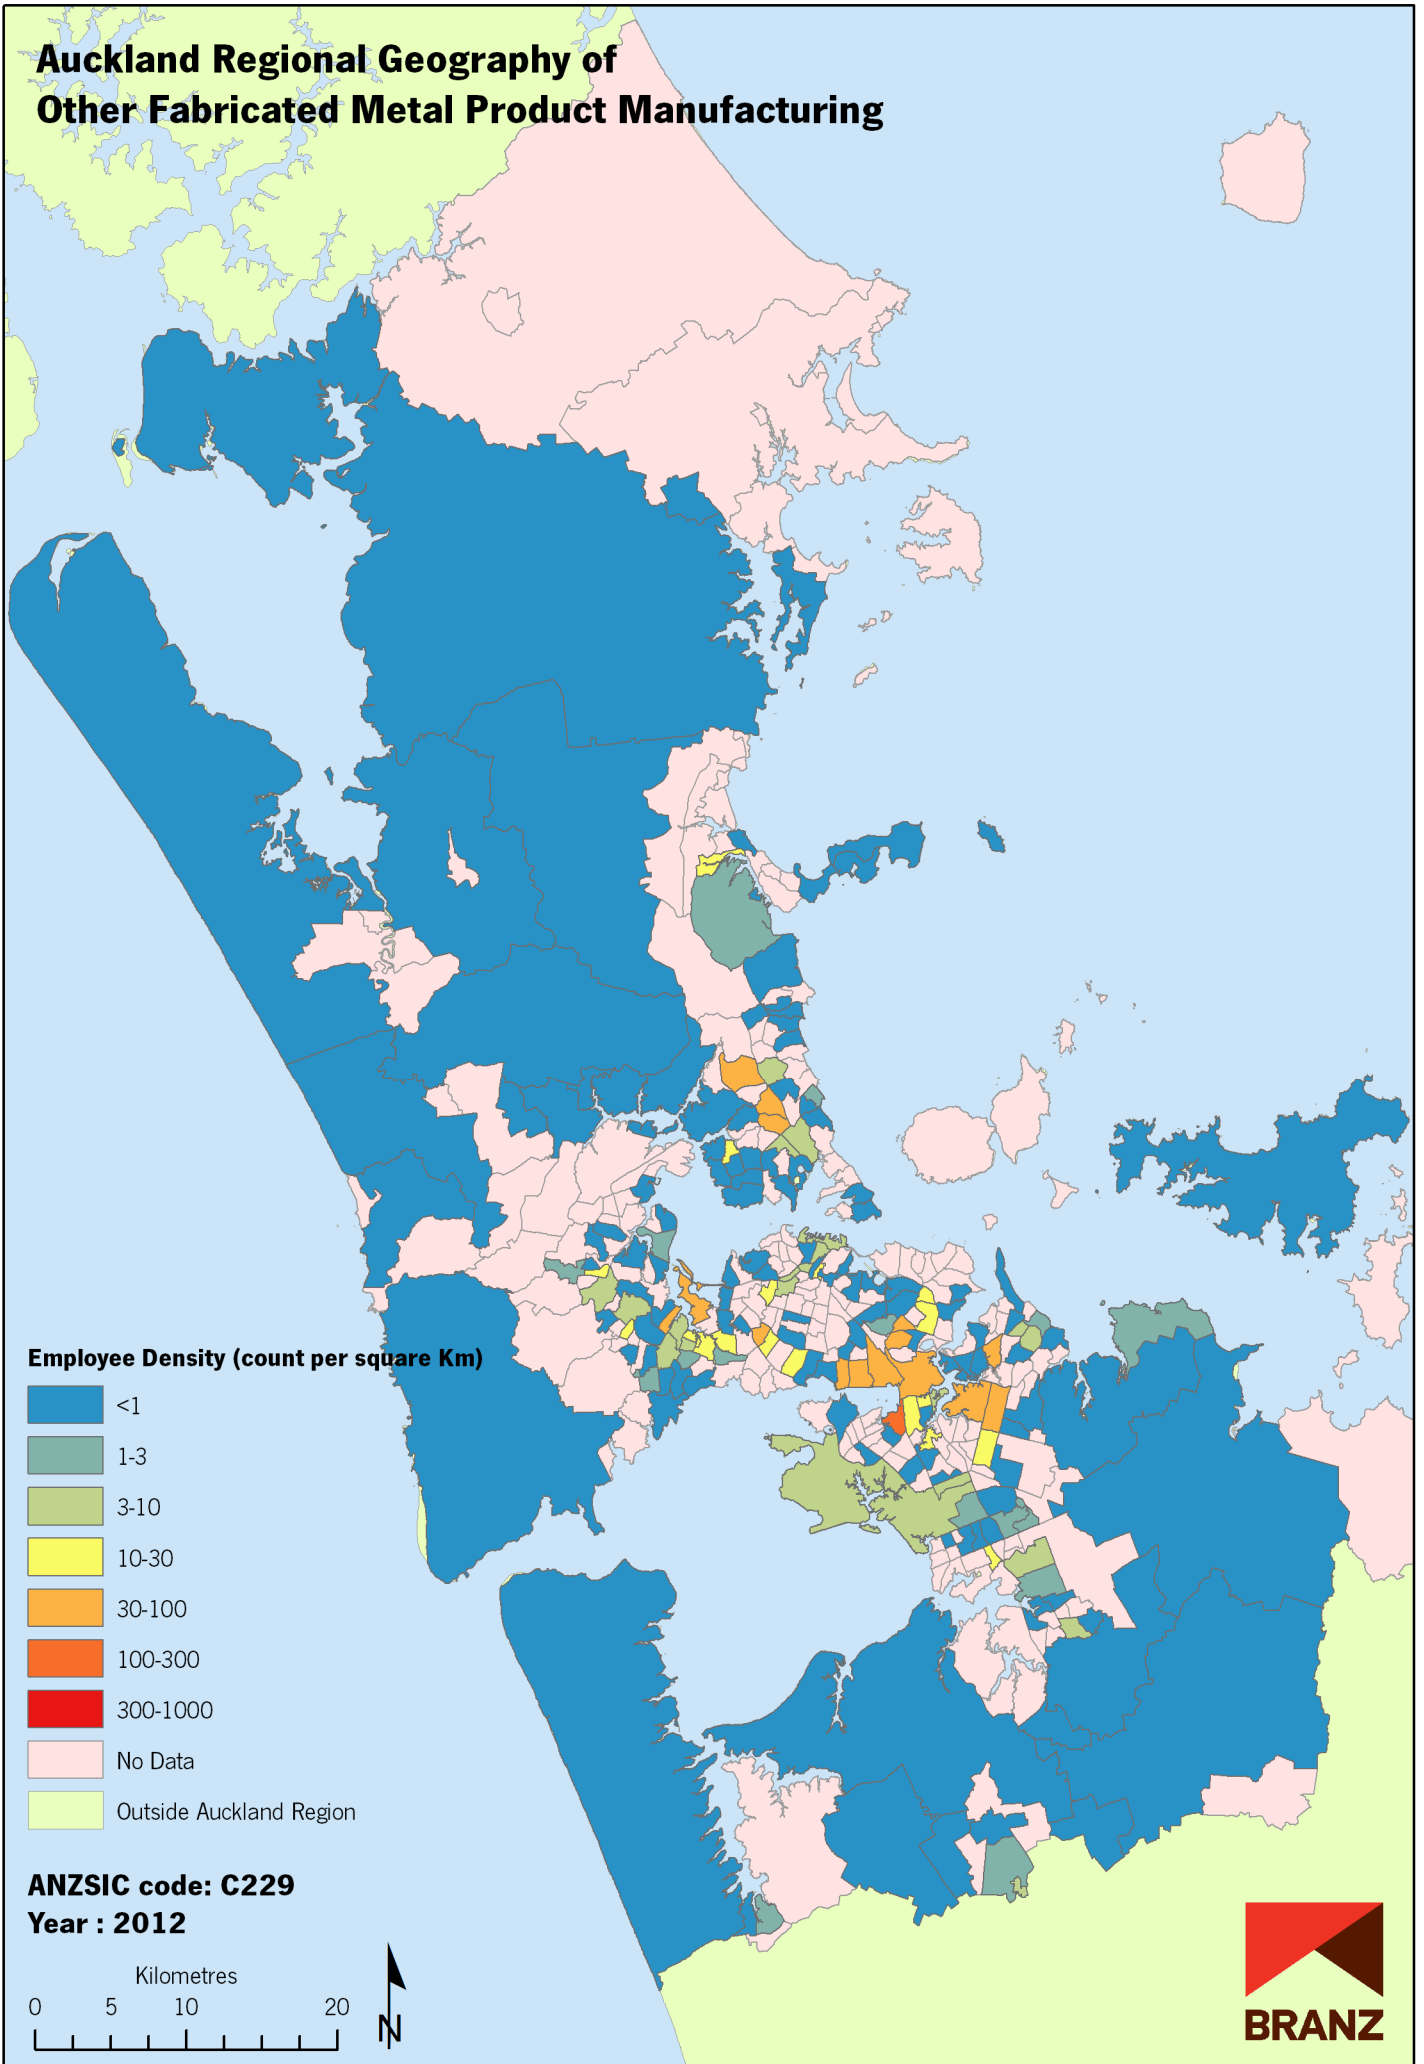 Auckland Regional Geography of
Other Fabricated Metal Product Manufacturing
Employee Density (count per square Km)
<1
1-3
3-10
10-30
30-100
100-300
300-1000
No Data
Outside Auckland Region
ANZSIC code: C229
Year : 2012
Kilometres
0 5 10 20
N
BRANZ